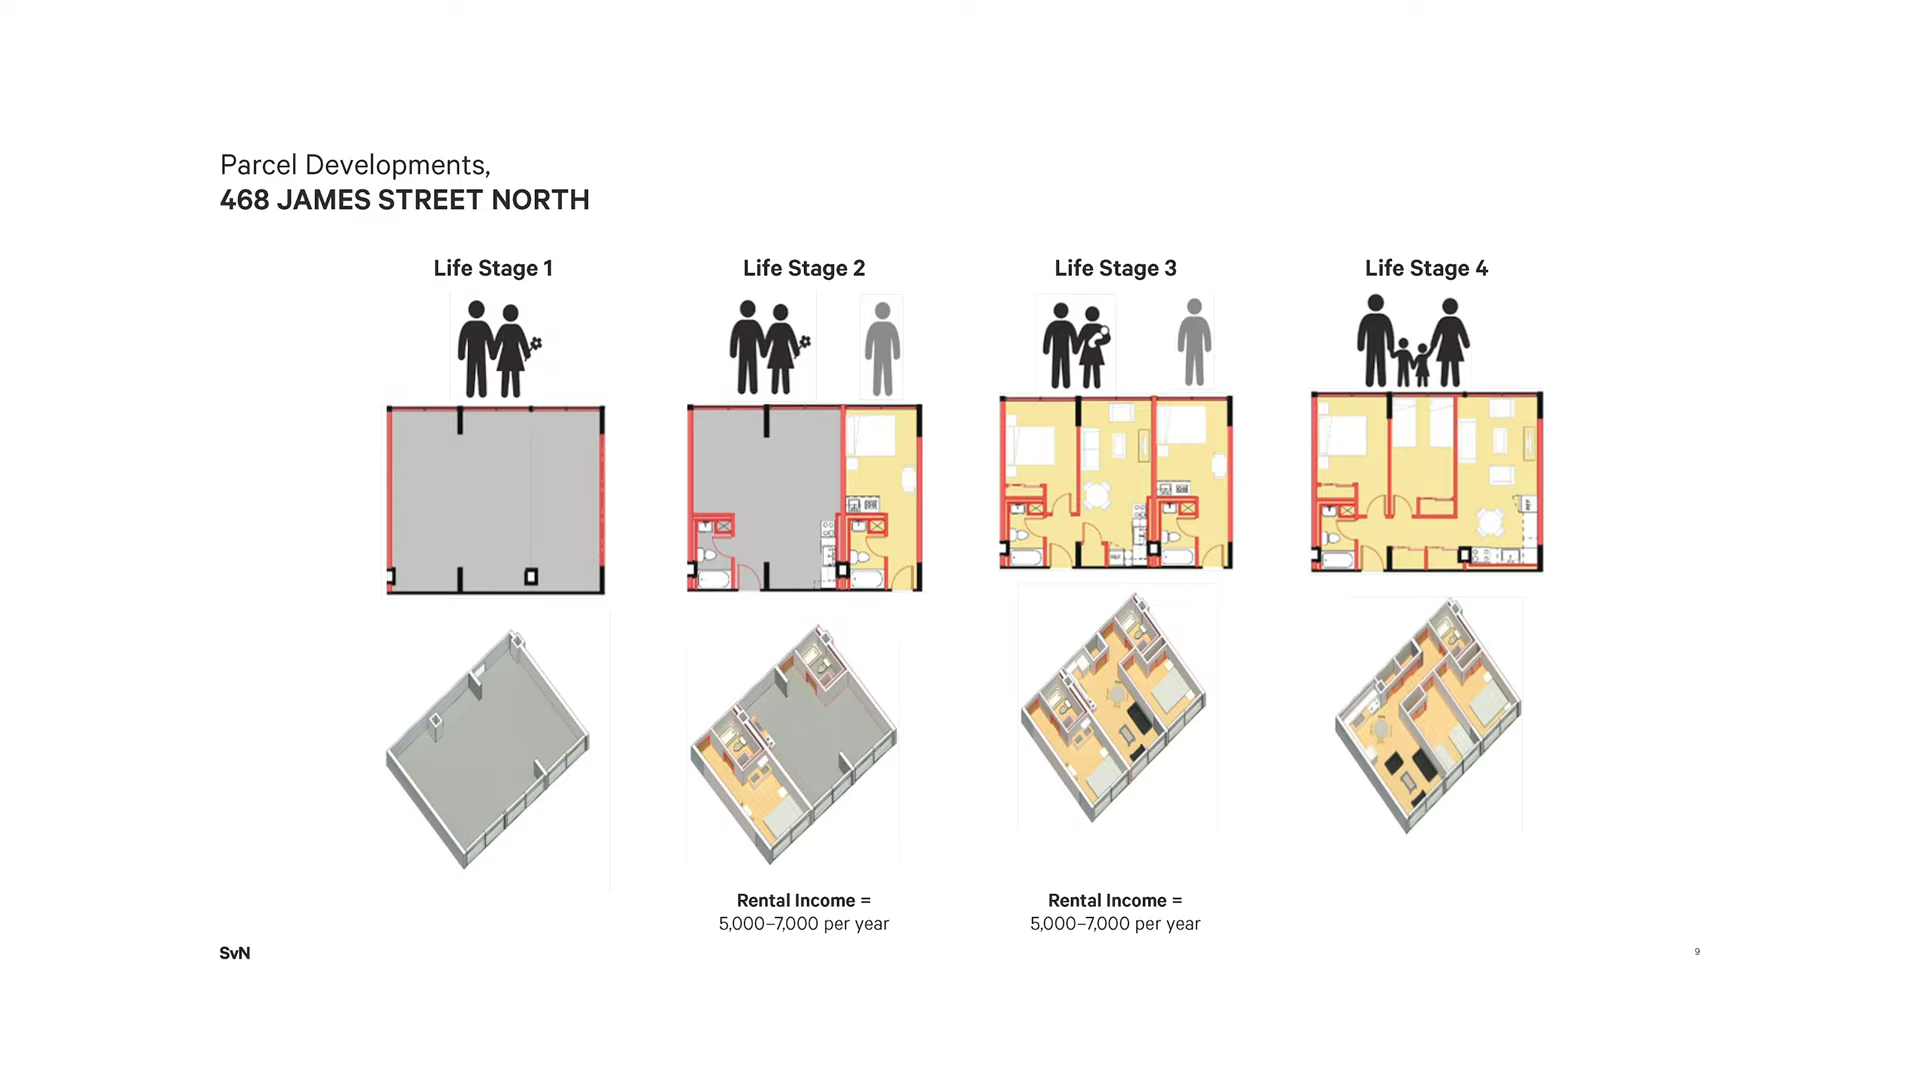 Parcel Developments,
468 JAMES STREET NORTH
Life Stage 1
Life Stage 2
Life Stage 3
Life Stage 4
Rental Income =
5,000–7,000 per year
Rental Income =
5,000–7,000 per year
SvN
9